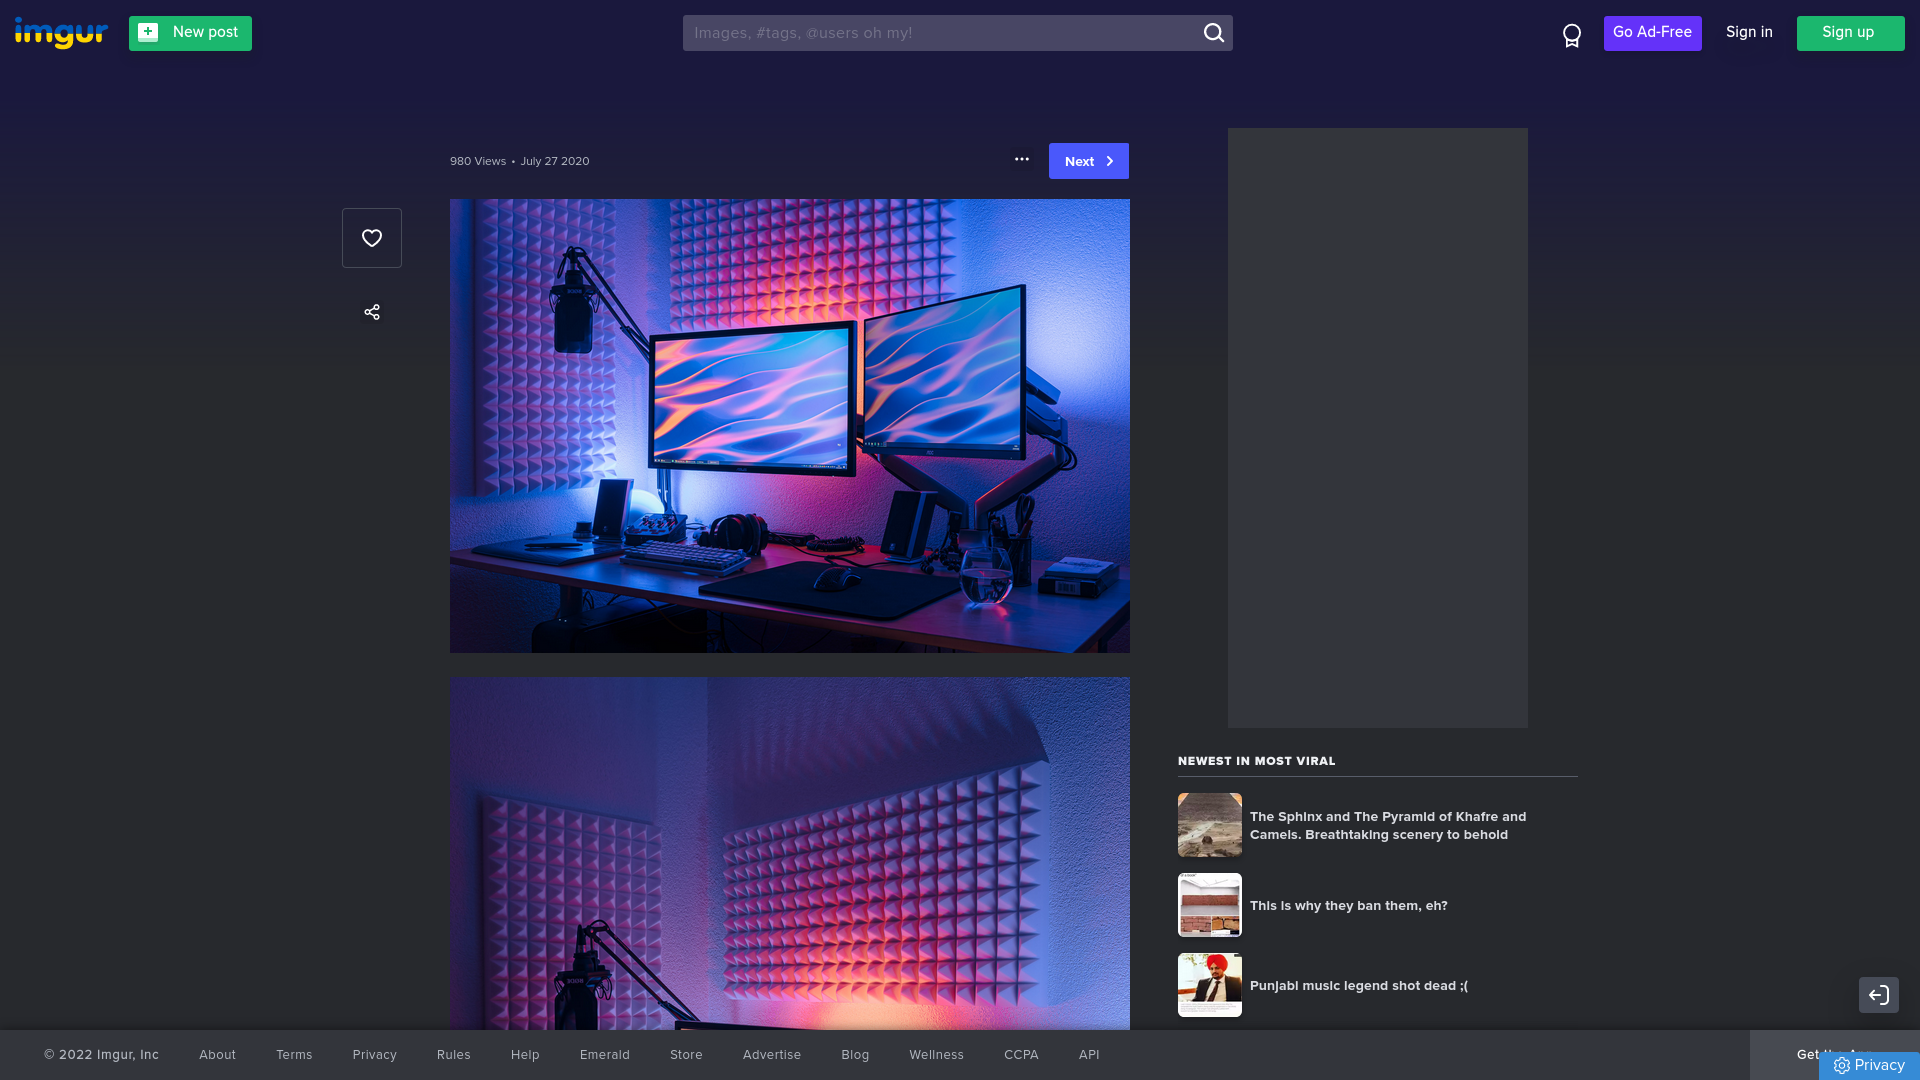 imgur
New post
Images, #tags, @users oh my!
Go Ad-Free
Sign in
Sign up
980 Views • July 27 2020
Next
NEWEST IN MOST VIRAL
The Sphinx and The Pyramid of Khafre and
Camels. Breathtaking scenery to behold
This is why they ban them, eh?
Punjabi music legend shot dead ;(
© 2022 Imgur, Inc
About
Terms
Privacy
Rules
Help
Emerald
Store
Advertise
Blog
Wellness
CCPA
API
Get
Privacy